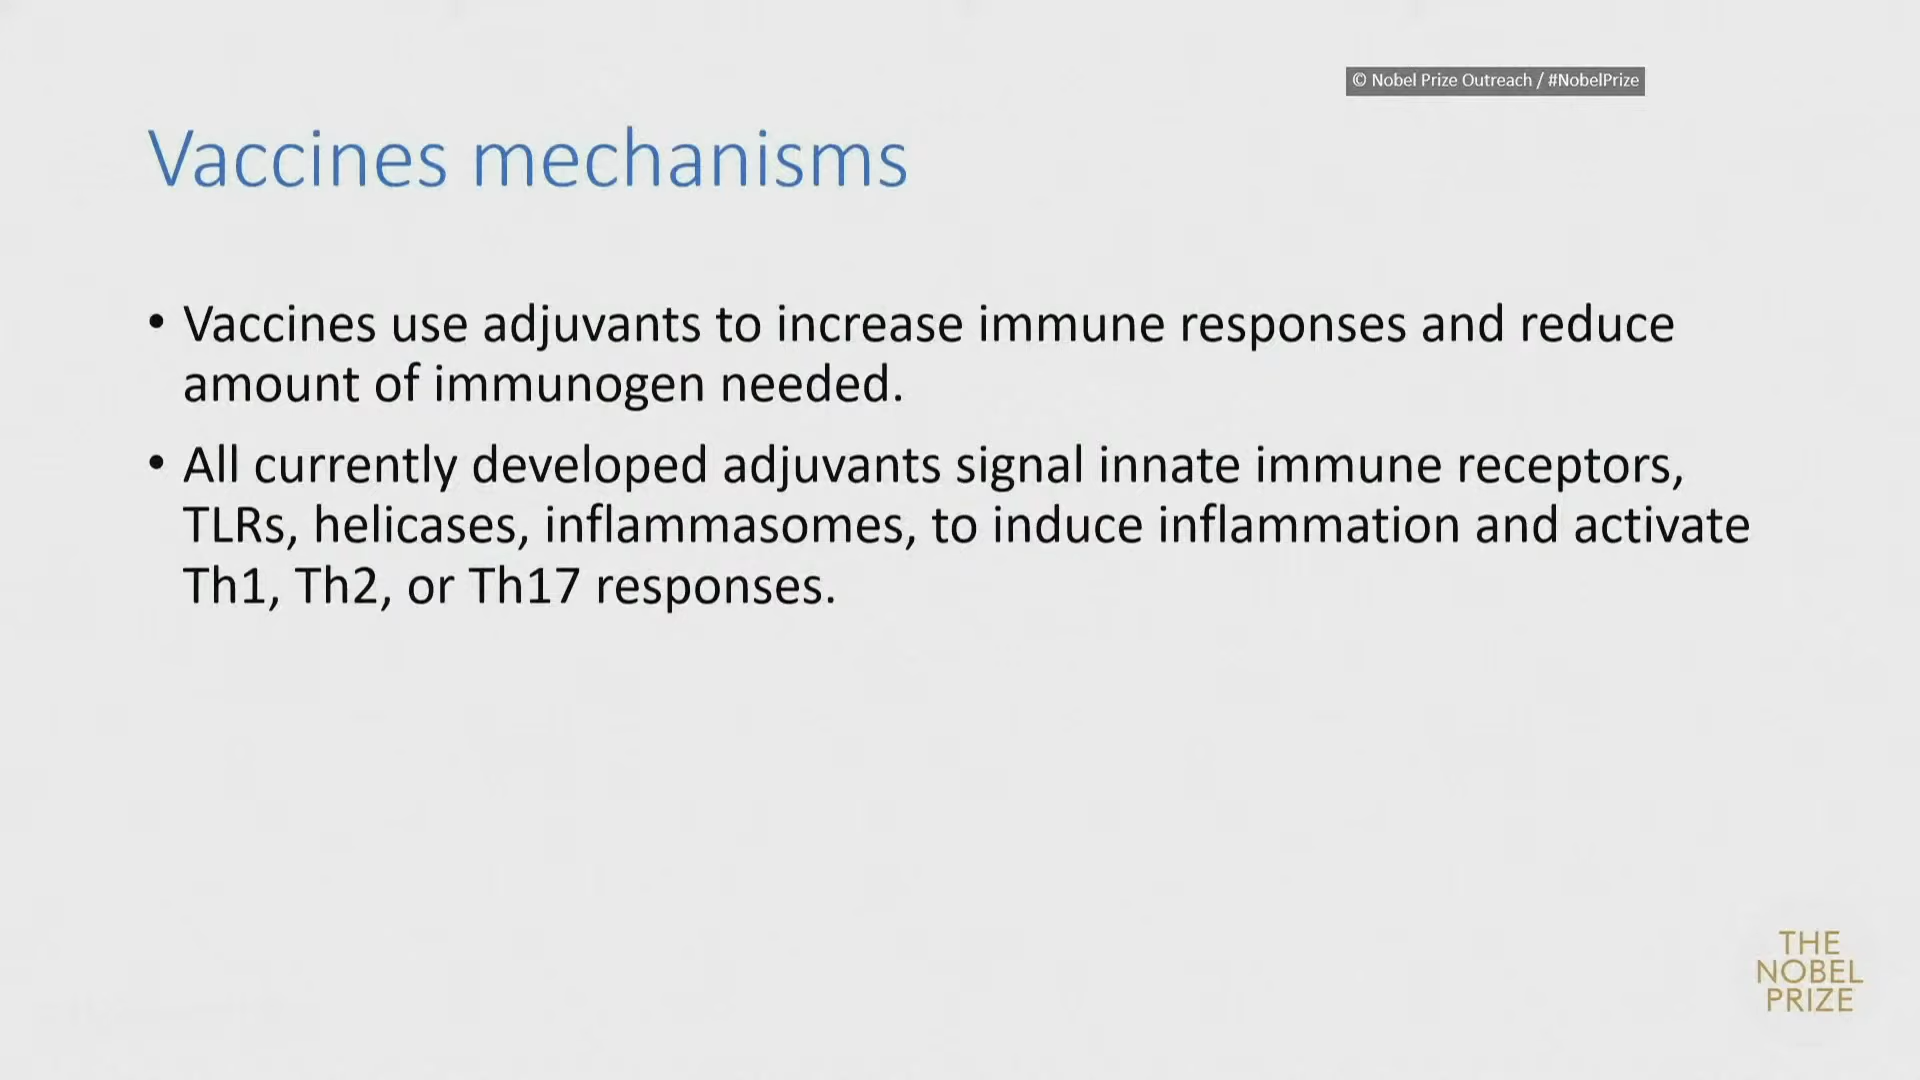 © Nobel Prize Outreach / #NobelPrize
Vaccines mechanisms
• Vaccines use adjuvants to increase immune responses and reduce
amount of immunogen needed.
• All currently developed adjuvants signal innate immune receptors,
TLRs, helicases, inflammasomes, to induce inflammation and activate
Th1, Th2, or Th17 responses.
THE
NOBEL
PRIZE